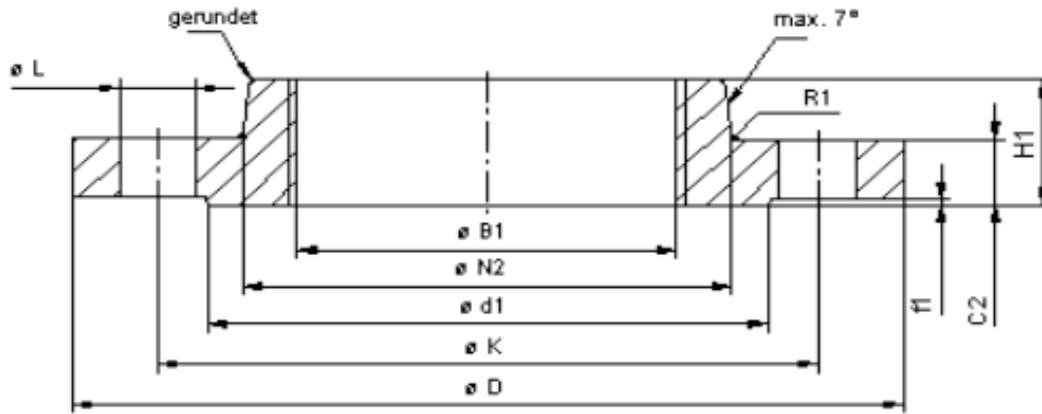 gerundet
max. 7°
ø L
R1
H1
ø B1
ø N2
f1
C2
ø d1
ø K
ø D